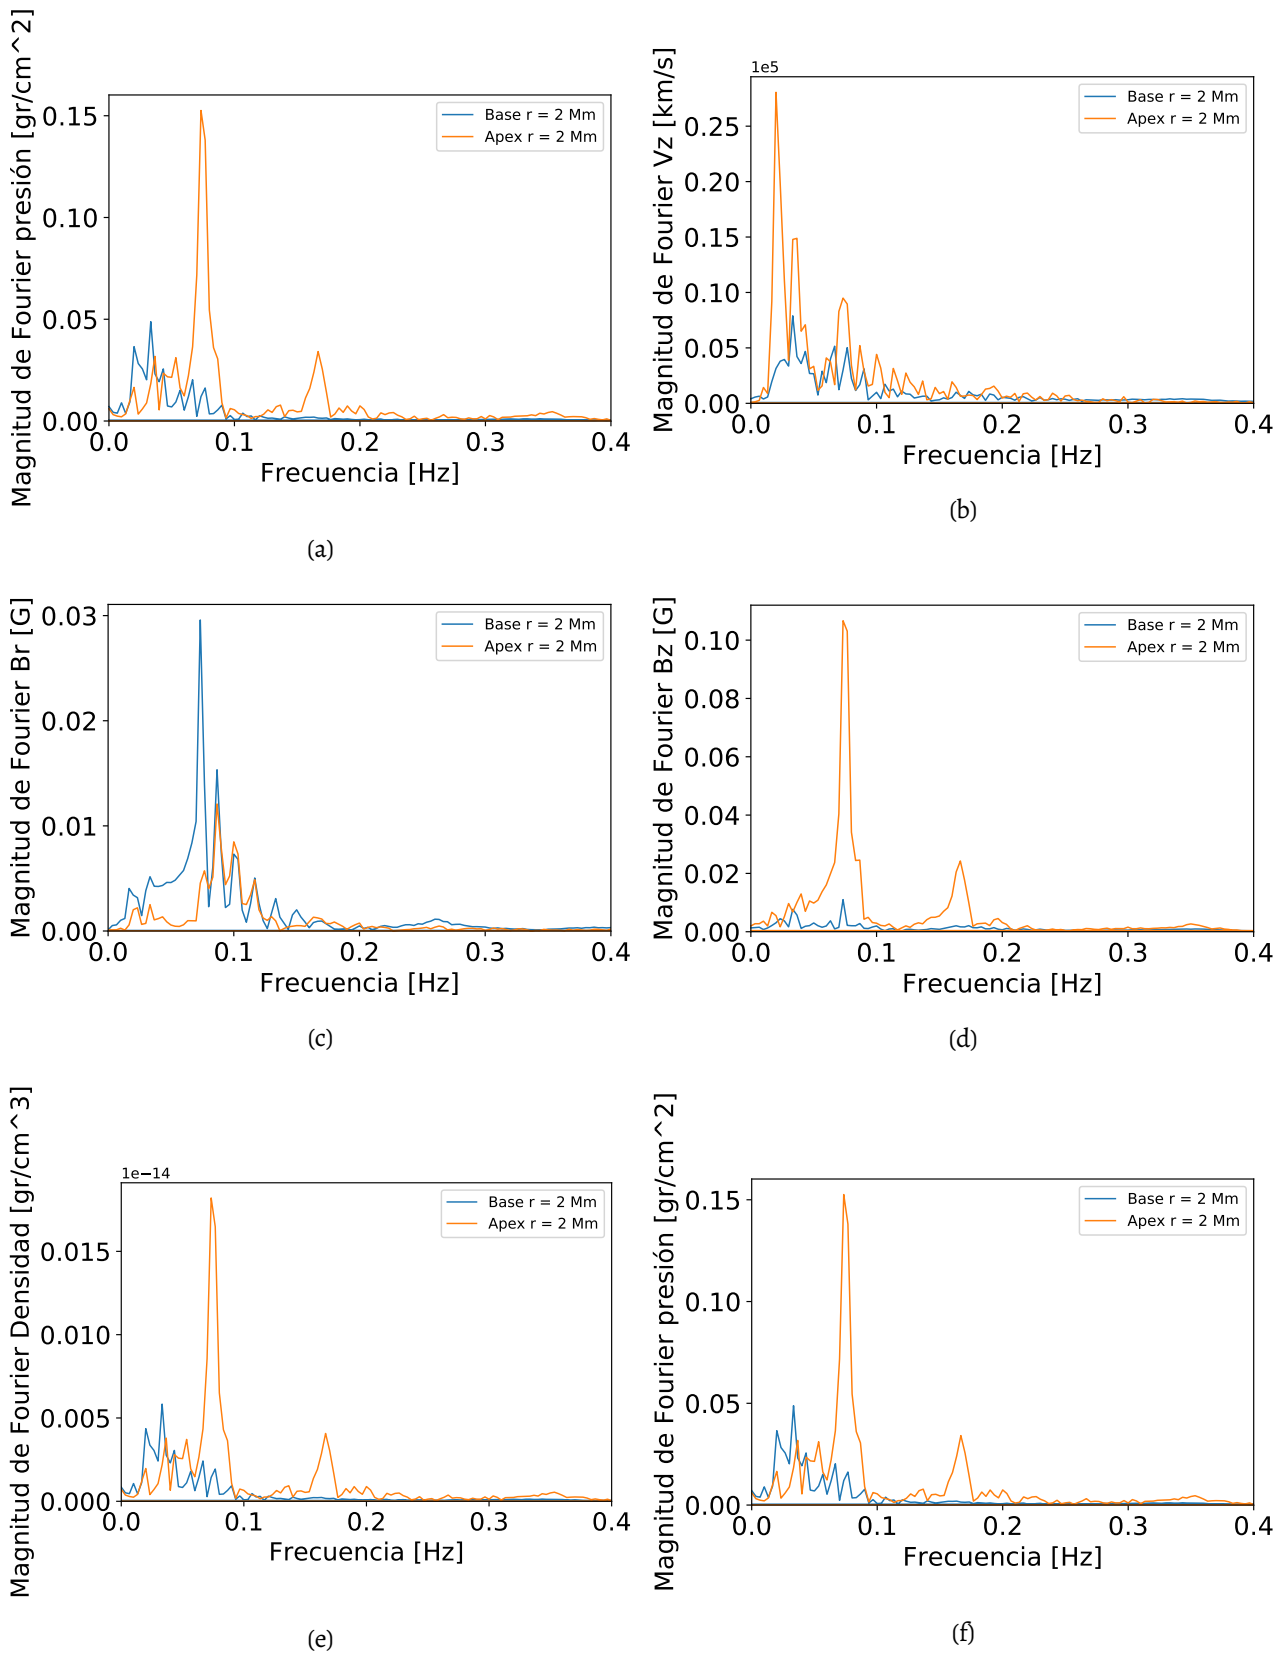 Magnitud de Fourier presión [gr/cm^2]
0.15
0.10
0.05
0.00
0.0 0.1 0.2 0.3 0.4
Frecuencia [Hz]
Base r = 2 Mm
Apex r = 2 Mm
(a)
Magnitud de Fourier Vz [km/s]
1e5
0.25
0.20
0.15
0.10
0.05
0.00
0.0 0.1 0.2 0.3 0.4
Frecuencia [Hz]
Base r = 2 Mm
Apex r = 2 Mm
(b)
Magnitud de Fourier Br [G]
0.03
0.02
0.01
0.00
0.0 0.1 0.2 0.3 0.4
Frecuencia [Hz]
Base r = 2 Mm
Apex r = 2 Mm
(c)
Magnitud de Fourier Bz [G]
0.10
0.08
0.06
0.04
0.02
0.00
0.0 0.1 0.2 0.3 0.4
Frecuencia [Hz]
Base r = 2 Mm
Apex r = 2 Mm
(d)
Magnitud de Fourier Densidad [gr/cm^3]
1e−14
0.015
0.010
0.005
0.000
0.0 0.1 0.2 0.3 0.4
Frecuencia [Hz]
Base r = 2 Mm
Apex r = 2 Mm
(e)
Magnitud de Fourier presión [gr/cm^2]
0.15
0.10
0.05
0.00
0.0 0.1 0.2 0.3 0.4
Frecuencia [Hz]
Base r = 2 Mm
Apex r = 2 Mm
(f)